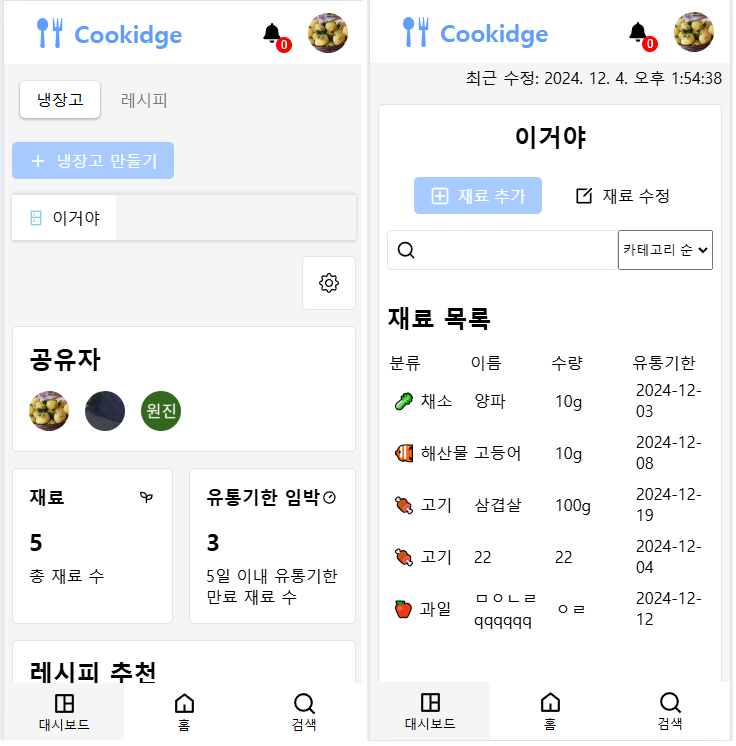 Cookidge
0
냉장고 레시피
냉장고 만들기
이거야
공유자
원진
재료
5
총 재료 수
유통기한 임박
3
5일 이내 유통기한
만료 재료 수
레시피 추천
대시보드 홈 검색
Cookidge
0
최근 수정: 2024. 12. 4. 오후 1:54:38
이거야
재료 추가 재료 수정
카테고리 순
재료 목록
분류 이름 수량 유통기한
채소 양파 10g 2024-12-
03
해산물 고등어 10g 2024-12-
08
고기 삼겹살 100g 2024-12-
19
고기 22 22 2024-12-
04
과일 ㅁㅇㄴㄹ ㅇㄹ 2024-12-
qqqqqq 12
대시보드 홈 검색